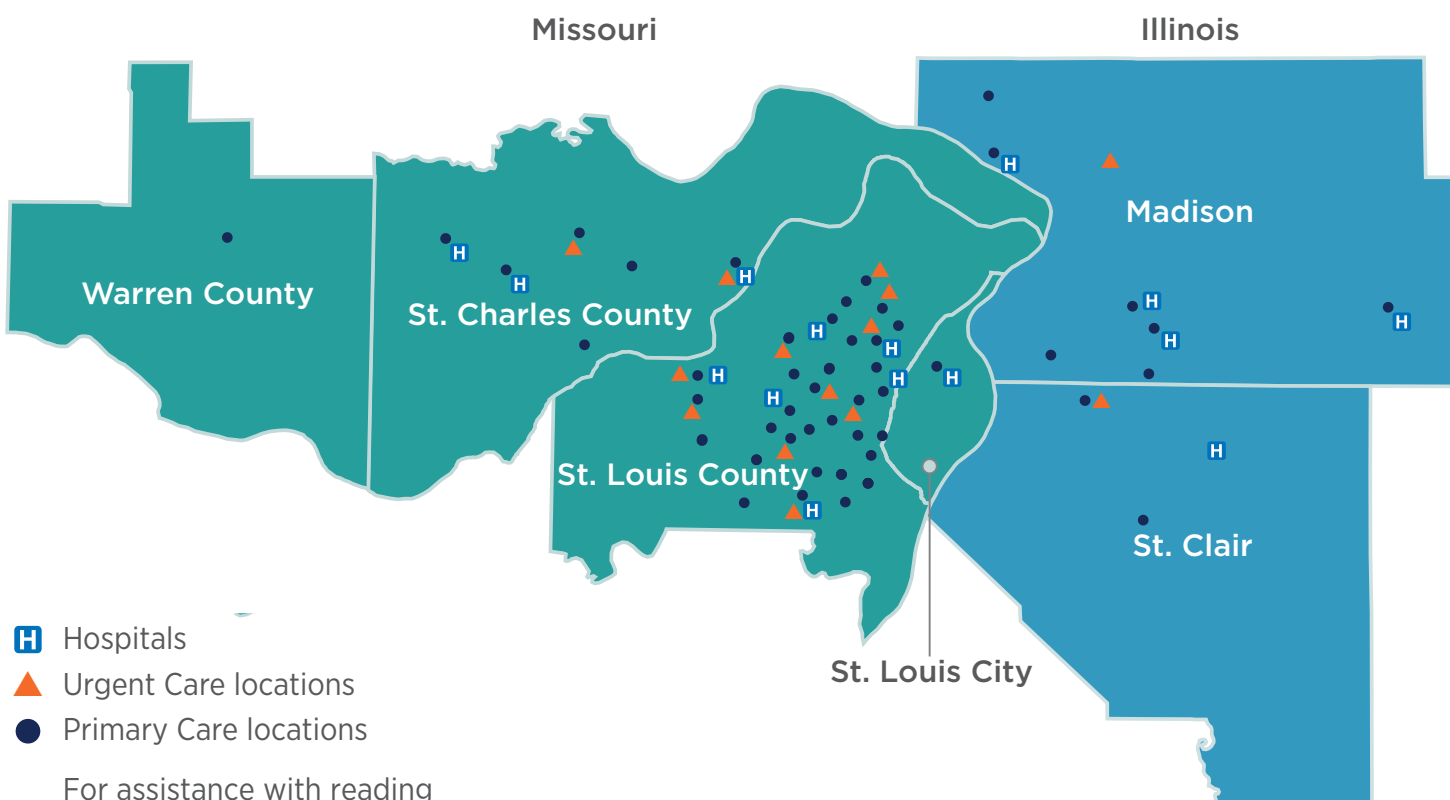 Missouri
Illinois
Madison
Warren County
St. Charles County
St. Louis County
St. Clair
St. Louis City
H Hospitals
Urgent Care locations
Primary Care locations
For assistance with reading